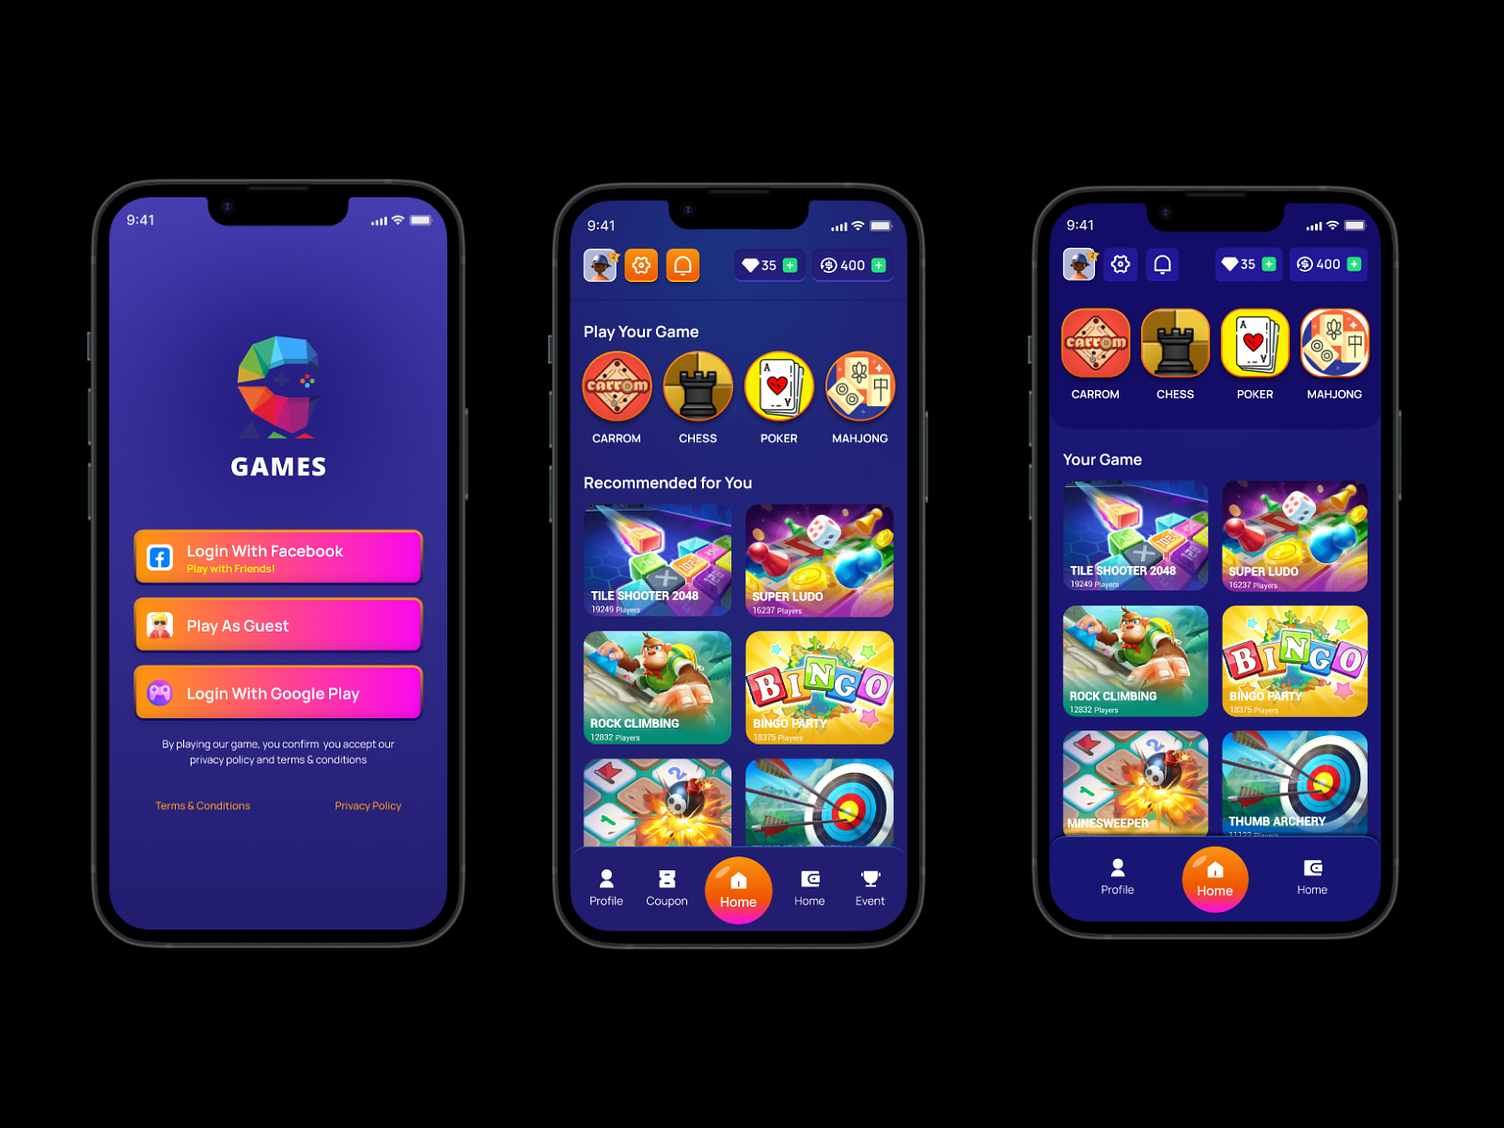 9:41
GAMES
Login With Facebook
Play with Friends!
Play As Guest
Login With Google Play
By playing our game, you confirm you accept our
privacy policy and terms & conditions
Terms & Conditions
Privacy Policy
9:41
35
400
Play Your Game
carrom
A
A
CARROM
CHESS
POKER
MAHJONG
Recommended for You
TILE SHOOTER 2048
19249 Players
SUPER LUDO
16237 Players
ROCK CLIMBING
12832 Players
BINGO
BINGO PARTY
18375 Players
2
1
Profile
Coupon
Home
Home
Event
9:41
35
400
carrom
A
A
CARROM
CHESS
POKER
MAHJONG
Your Game
TILE SHOOTER 2048
19249 Players
SUPER LUDO
16237 Players
ROCK CLIMBING
12832 Players
BINGO
BINGO PARTY
18375 Players
2
1
MINESWEEPER
THUMB ARCHERY
11122 Players
Profile
Home
Home